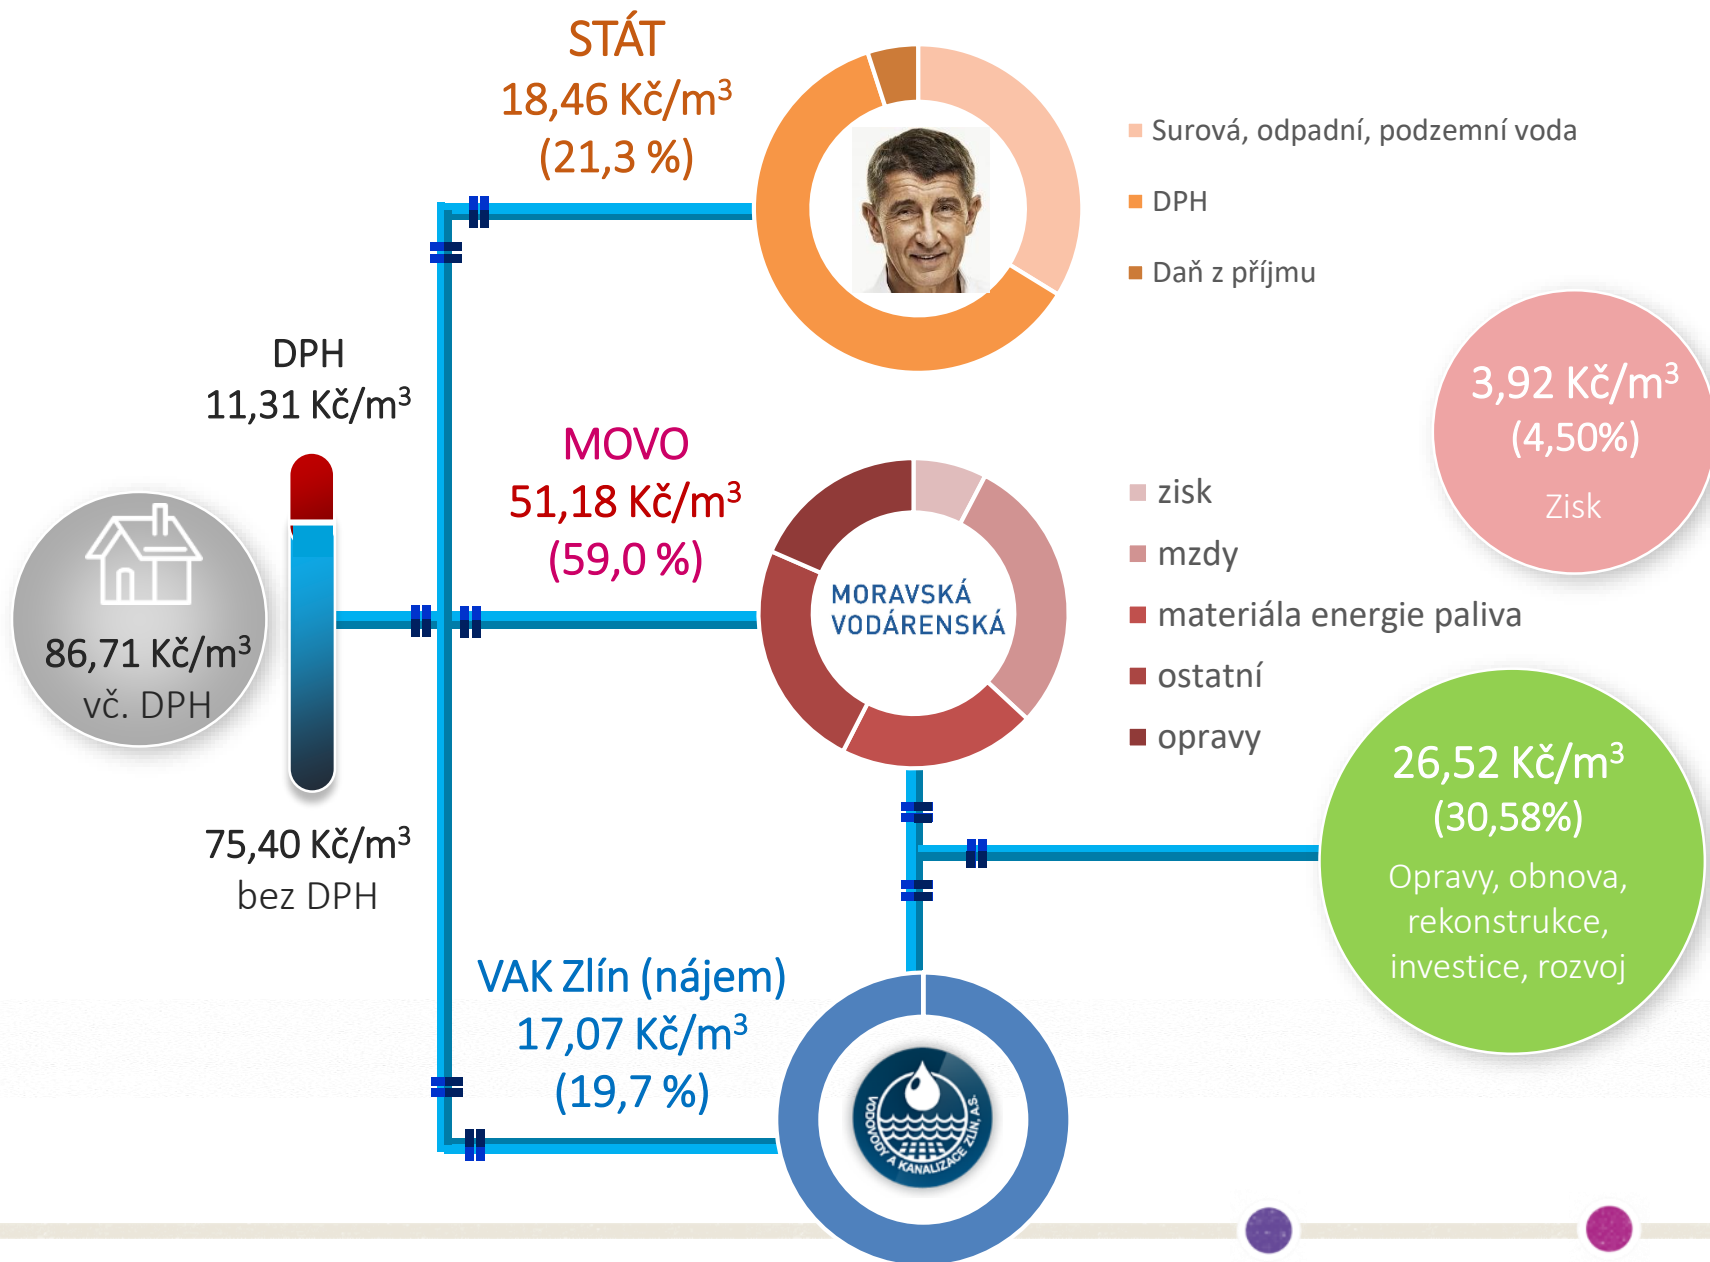 STÁT
18,46 Kč/m³
(21,3 %)
Surová, odpadní, podzemní voda
DPH
Daň z příjmu
DPH
11,31 Kč/m³
86,71 Kč/m³
vč. DPH
75,40 Kč/m³
bez DPH
MOVO
51,18 Kč/m³
(59,0 %)
MORAVSKÁ
VODÁRENSKÁ
zisk
mzdy
materiála energie paliva
ostatní
opravy
3,92 Kč/m³
(4,50%)
Zisk
26,52 Kč/m³
(30,58%)
Opravy, obnova,
rekonstrukce,
investice, rozvoj
VAK Zlín (nájem)
17,07 Kč/m³
(19,7 %)
VODOVODY A KANALIZACE ZLÍN, A.S.